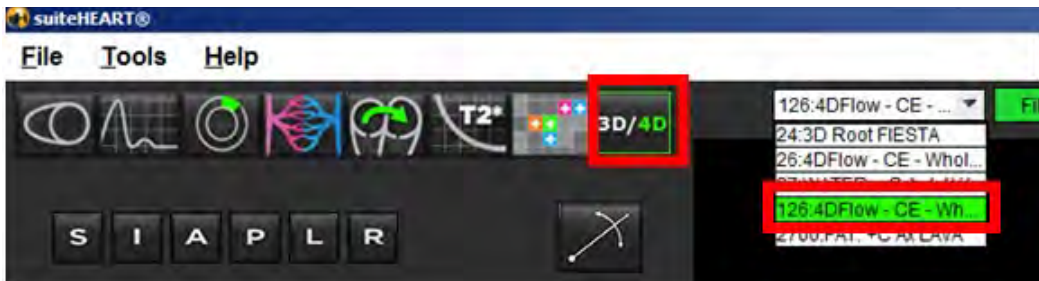 suiteHEART®
File Tools Help
T2*
3D/4D
126:4DFlow - CE - ...
Fi
24:3D Root FIESTA
26:4DFlow - CE - Whol...
126:4DFlow - CE - Wh...
S I A P L R